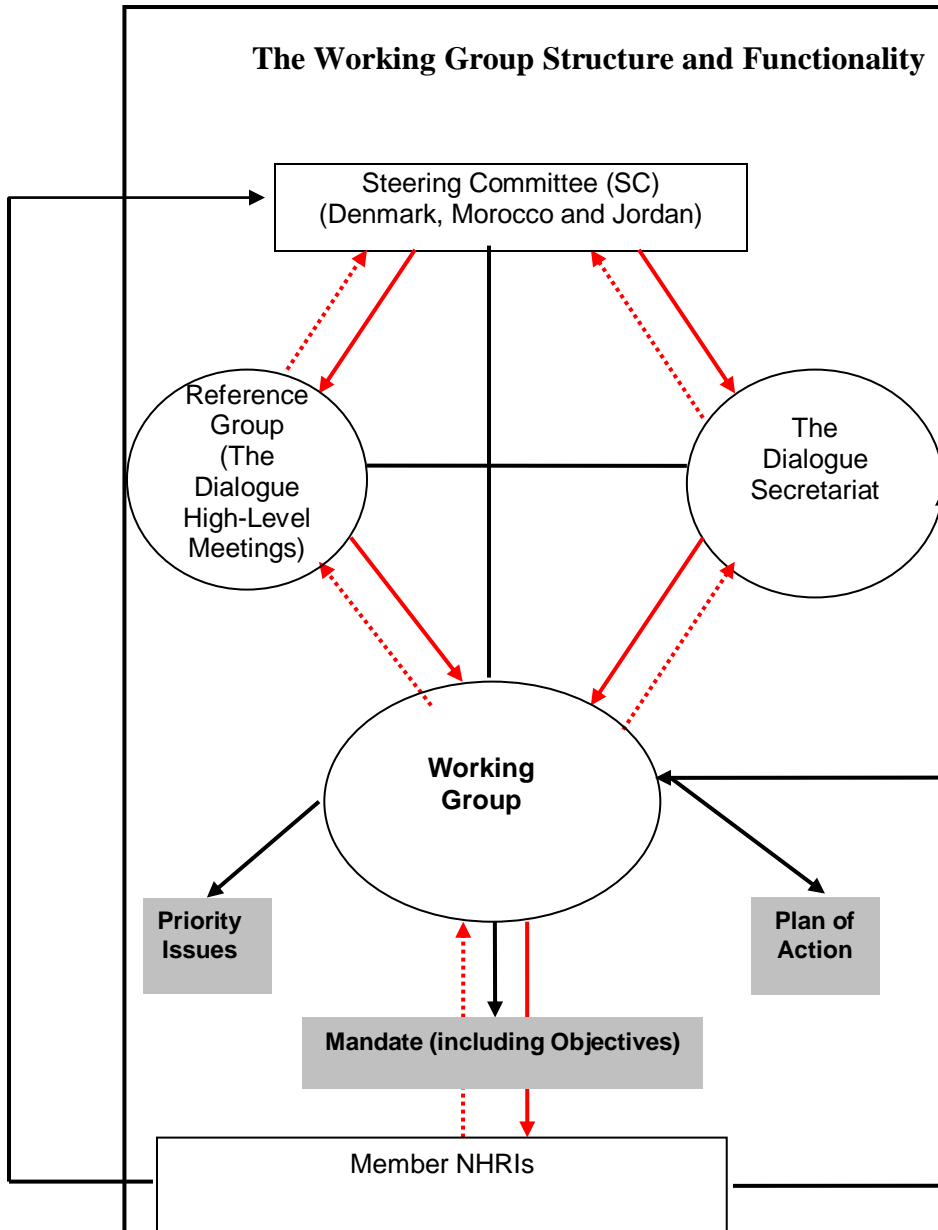 The Working Group Structure and Functionality
Steering Committee (SC)
(Denmark, Morocco and Jordan)
Reference
Group
(The
Dialogue
High-Level
Meetings)
The
Dialogue
Secretariat
Working
Group
Priority
Issues
Plan of
Action
Mandate (including Objectives)
Member NHRIs